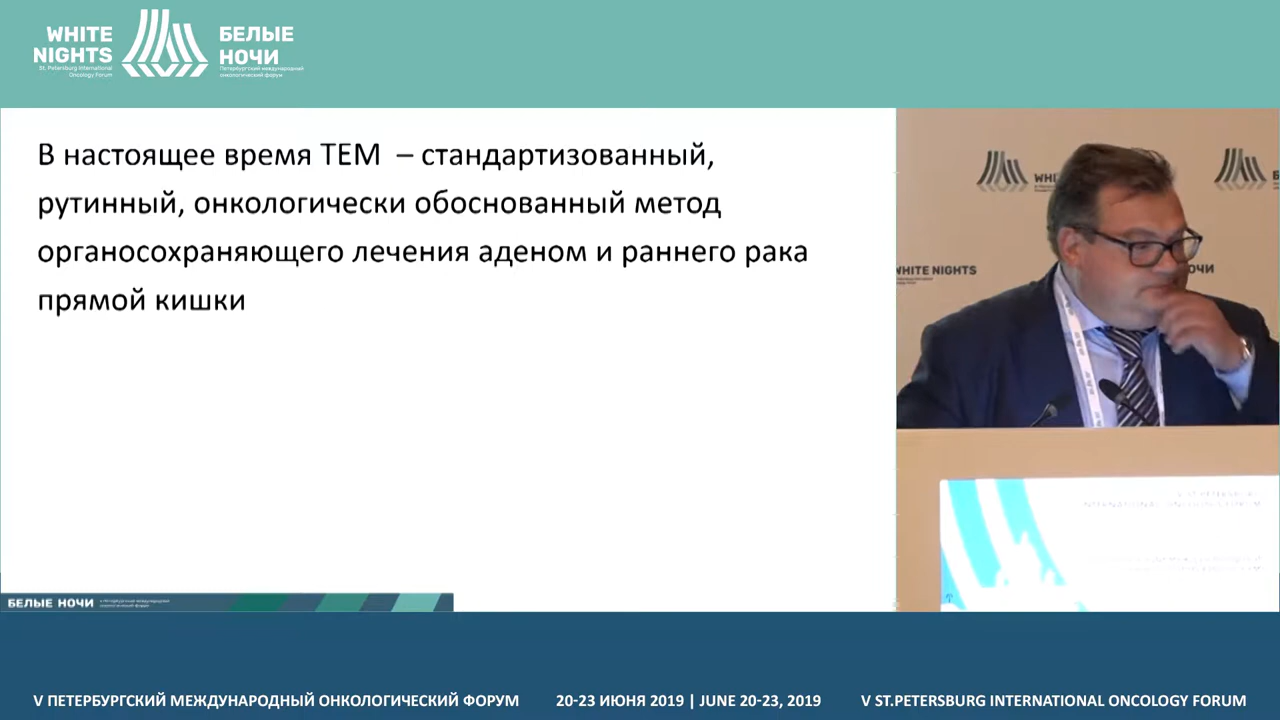 WHITE
NIGHTS
St. Petersburg International
Oncology Forum
БЕЛЫЕ
НОЧИ
Петербургский международный
онкологический форум
В настоящее время ТЕМ – стандартизованный,
рутинный, онкологически обоснованный метод
органосохраняющего лечения аденом и раннего рака
прямой кишки
WHITE NIGHTS
БЕЛЫЕ НОЧИ
V ПЕТЕРБУРГСКИЙ МЕЖДУНАРОДНЫЙ ОНКОЛОГИЧЕСКИЙ ФОРУМ
20-23 ИЮНЯ 2019 | JUNE 20-23, 2019
V ST.PETERSBURG INTERNATIONAL ONCOLOGY FORUM